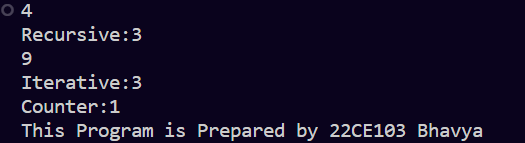 4
Recursive:3
9
Iterative:3
Counter:1
This Program is Prepared by 22CE103 Bhavya